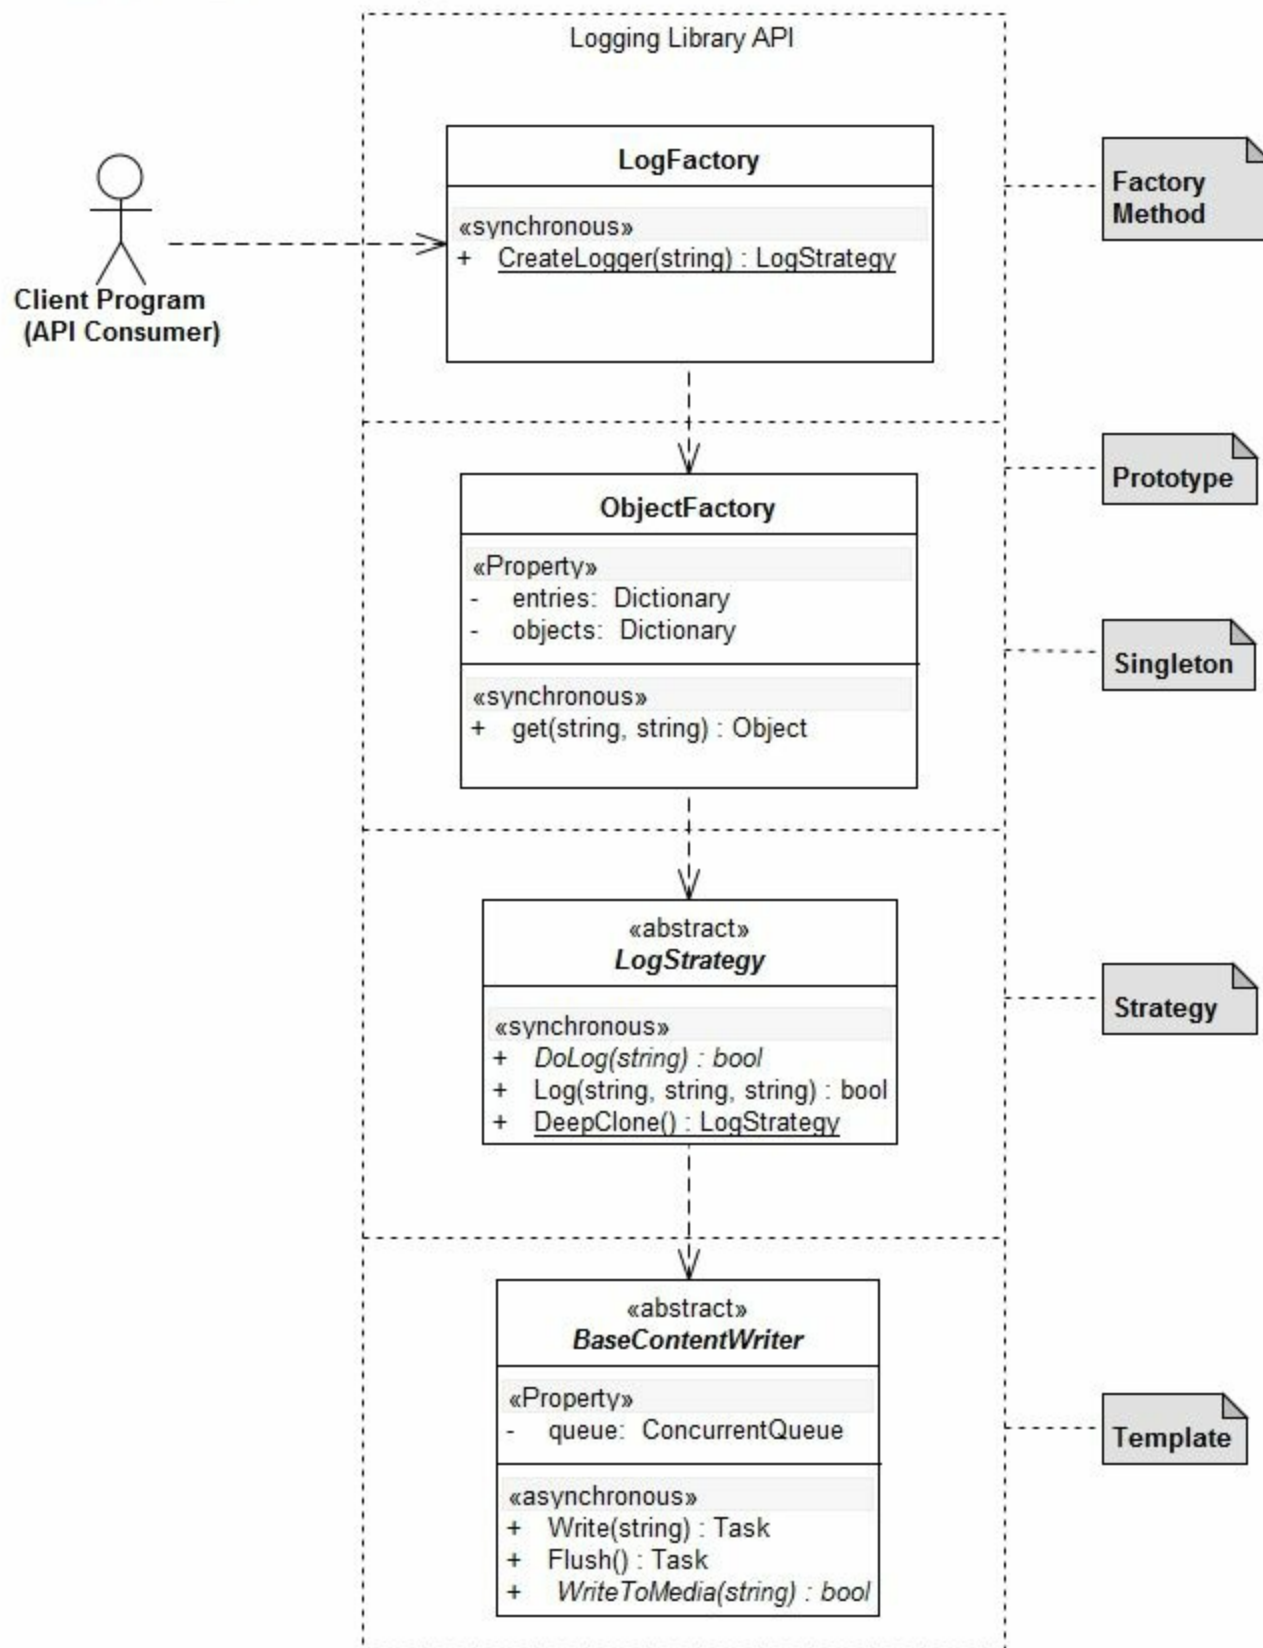 Logging Library API
LogFactory
«synchronous»
+ CreateLogger(string) : LogStrategy
Factory
Method
Client Program
(API Consumer)
ObjectFactory
«Property»
- entries: Dictionary
- objects: Dictionary
«synchronous»
+ get(string, string) : Object
Prototype
Singleton
«abstract»
LogStrategy
«synchronous»
+ DoLog(string) : bool
+ Log(string, string, string) : bool
+ DeepClone() : LogStrategy
Strategy
«abstract»
BaseContentWriter
«Property»
- queue: ConcurrentQueue
«asynchronous»
+ Write(string) : Task
+ Flush() : Task
+ WriteToMedia(string) : bool
Template